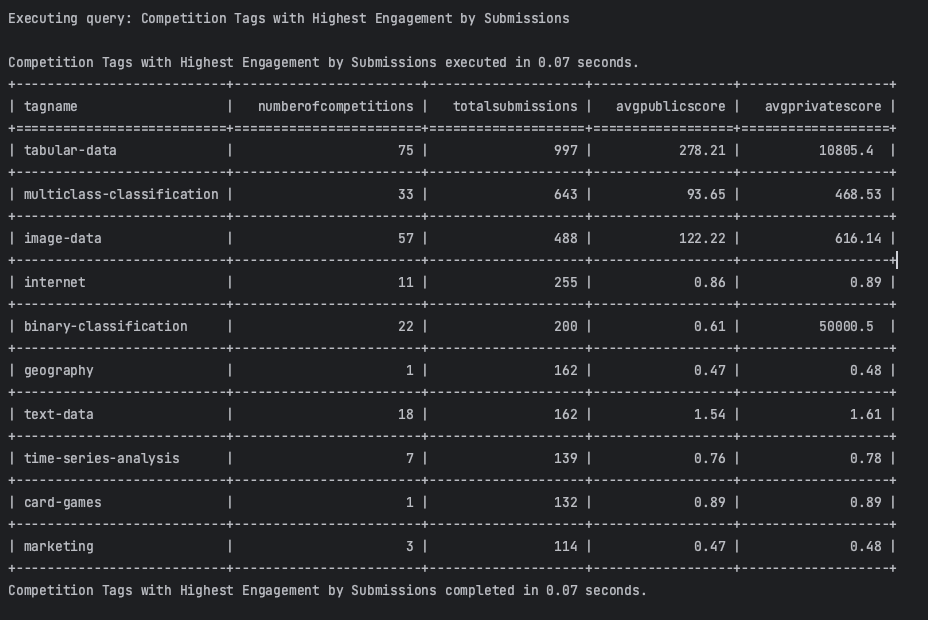 Executing query: Competition Tags with Highest Engagement by Submissions
Competition Tags with Highest Engagement by Submissions executed in 0.07 seconds.
+---------------------------+------------------------+--------------------+------------------+-------------------+
| tagname                   |   numberofcompetitions |   totalsubmissions |   avgpublicscore |   avgprivatescore |
+===========================+========================+====================+==================+===================+
| tabular-data              |                     75 |                997 |           278.21 |          10805.4  |
+---------------------------+------------------------+--------------------+------------------+-------------------+
| multiclass-classification |                     33 |                643 |            93.65 |            468.53 |
+---------------------------+------------------------+--------------------+------------------+-------------------+
| image-data                |                     57 |                488 |           122.22 |            616.14 |
+---------------------------+------------------------+--------------------+------------------+-------------------+
| internet                  |                     11 |                255 |             0.86 |              0.89 |
+---------------------------+------------------------+--------------------+------------------+-------------------+
| binary-classification     |                     22 |                200 |             0.61 |          50000.5  |
+---------------------------+------------------------+--------------------+------------------+-------------------+
| geography                 |                      1 |                162 |             0.47 |              0.48 |
+---------------------------+------------------------+--------------------+------------------+-------------------+
| text-data                 |                     18 |                162 |             1.54 |              1.61 |
+---------------------------+------------------------+--------------------+------------------+-------------------+
| time-series-analysis      |                      7 |                139 |             0.76 |              0.78 |
+---------------------------+------------------------+--------------------+------------------+-------------------+
| card-games                |                      1 |                132 |             0.89 |              0.89 |
+---------------------------+------------------------+--------------------+------------------+-------------------+
| marketing                 |                      3 |                114 |             0.47 |              0.48 |
+---------------------------+------------------------+--------------------+------------------+-------------------+
Competition Tags with Highest Engagement by Submissions completed in 0.07 seconds.